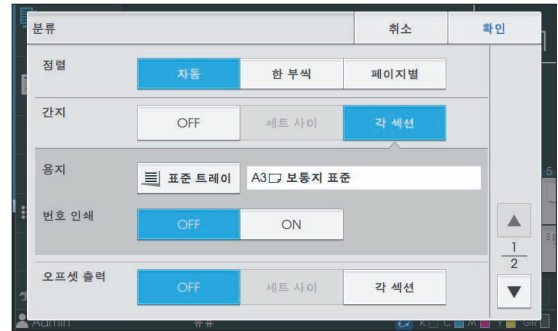 분류 취소 확인
정렬 자동 한 부씩 페이지별
간지 OFF 세트 사이 각 섹션
용지 표준 트레이 A3 보통지 표준
번호 인쇄 OFF ON
1
2
오프셋 출력 OFF 세트 사이 각 섹션
Admin